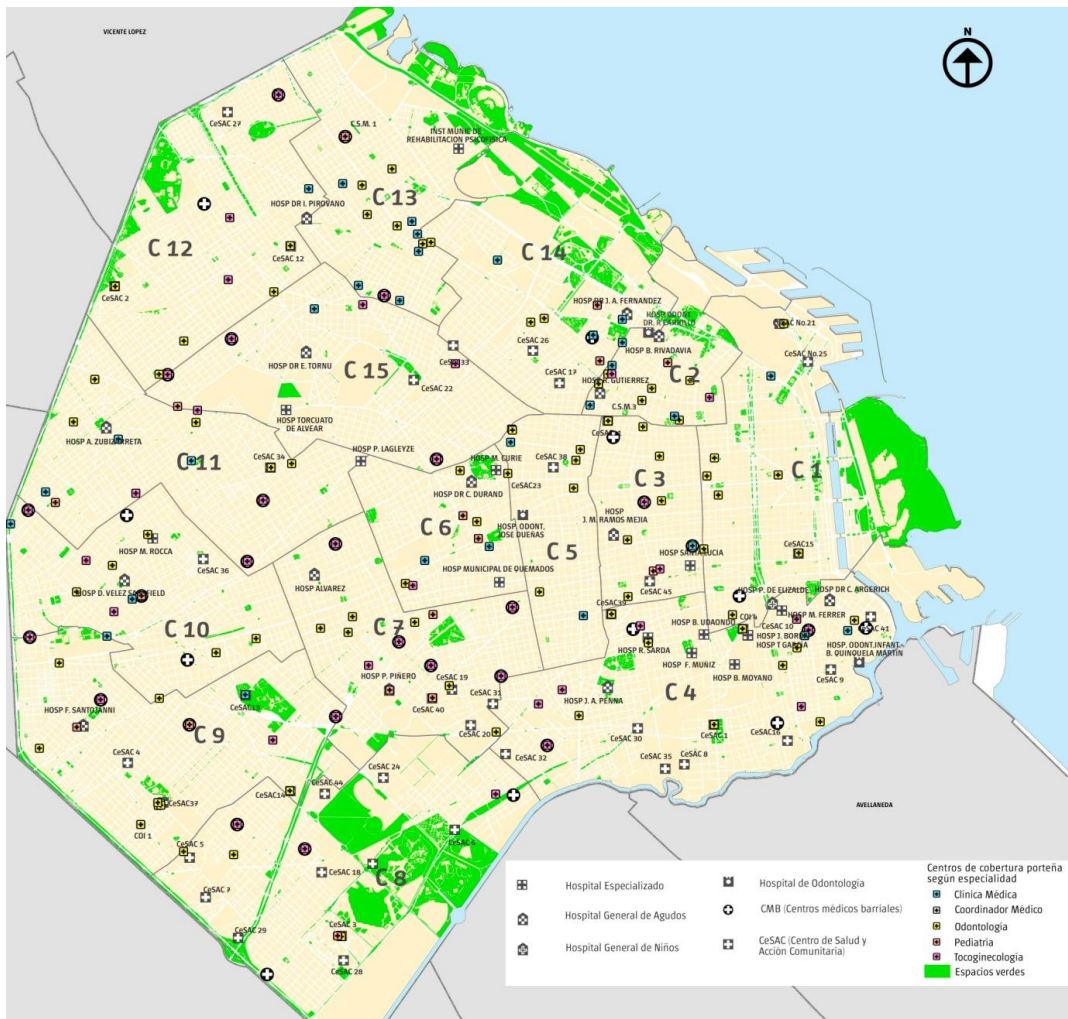 VICENTE LOPEZ
N
CeSAC 27
C.S.M. 1
INST MUNIC DE
REHABILITACION PSICOFISICA
C 13
HOSP DR I. PIROVANO
C 12
CeSAC 12
C 14
CeSAC 2
HOSP DR J. A. FERNANDEZ
HOSP ODONT.
DR. R CARRILLO
CeSAC No.21
HOSP B. RIVADAVIA
CeSAC 33
CeSAC 26
CeSAC No.25
HOSP DR E. TORNU
C 15
C 2
CeSAC 22
CeSAC 17
HOSP R. GUTIERREZ
C.S.M.3
HOSP TORCUATO
DE ALVEAR
HOSP A. ZUBIZARRETA
HOSP P. LAGLEYZE
HOSP M. CURIE
C 11
CeSAC 34
CeSAC 38
CeSAC23
HOSP DR C. DURAND
C 3
C 1
HOSP
J. M. RAMOS MEJIA
HOSP. ODONT.
JOSE DUEÑAS
C 6
C 5
HOSP M. ROCCA
CeSAC 36
HOSP SANTA LUCIA
CeSAC15
HOSP MUNICIPAL DE QUEMADOS
HOSP D. VELEZ SARSFIELD
HOSP ALVAREZ
CeSAC 45
HOSP P. DE ELIZALDE
HOSP DR C. ARGERICH
CeSAC39
HOSP M. FERRER
CeSAC 10
CeSAC 41
C 10
C 7
HOSP B. UDAONDO
HOSP J. BORDA
HOSP T GARCIA
HOSP. ODONT.INFANT.
B. QUINQUELA MARTIN
HOSP R. SARDA
HOSP F. MUÑIZ
HOSP B. MOYANO
CeSAC 9
HOSP P. PIÑERO
CeSAC 19
CeSAC 31
CeSAC 40
HOSP J. A. PENNA
C 4
CeSAC13
HOSP F. SANTOJANNI
C 9
CeSAC 20
CeSAC 30
CeSAC 1
CeSAC16
CeSAC 4
CeSAC 32
CeSAC 35
CeSAC 8
CeSAC 24
CeSAC14
CeSAC 44
CeSAC37
COI 1
AVELLANEDA
CeSAC 6
CeSAC 5
CeSAC 18
C 8
CeSAC 7
CeSAC 3
CeSAC 29
CeSAC 28
Hospital Especializado
Hospital General de Agudos
Hospital General de Niños
Hospital de Odontología
CMB (Centros médicos barriales)
CeSAC (Centro de Salud y
Acción Comunitaria)
Centros de cobertura porteña
según especialidad
Clínica Médica
Coordinador Médico
Odontología
Pediatria
Tocoginecología
Espacios verdes